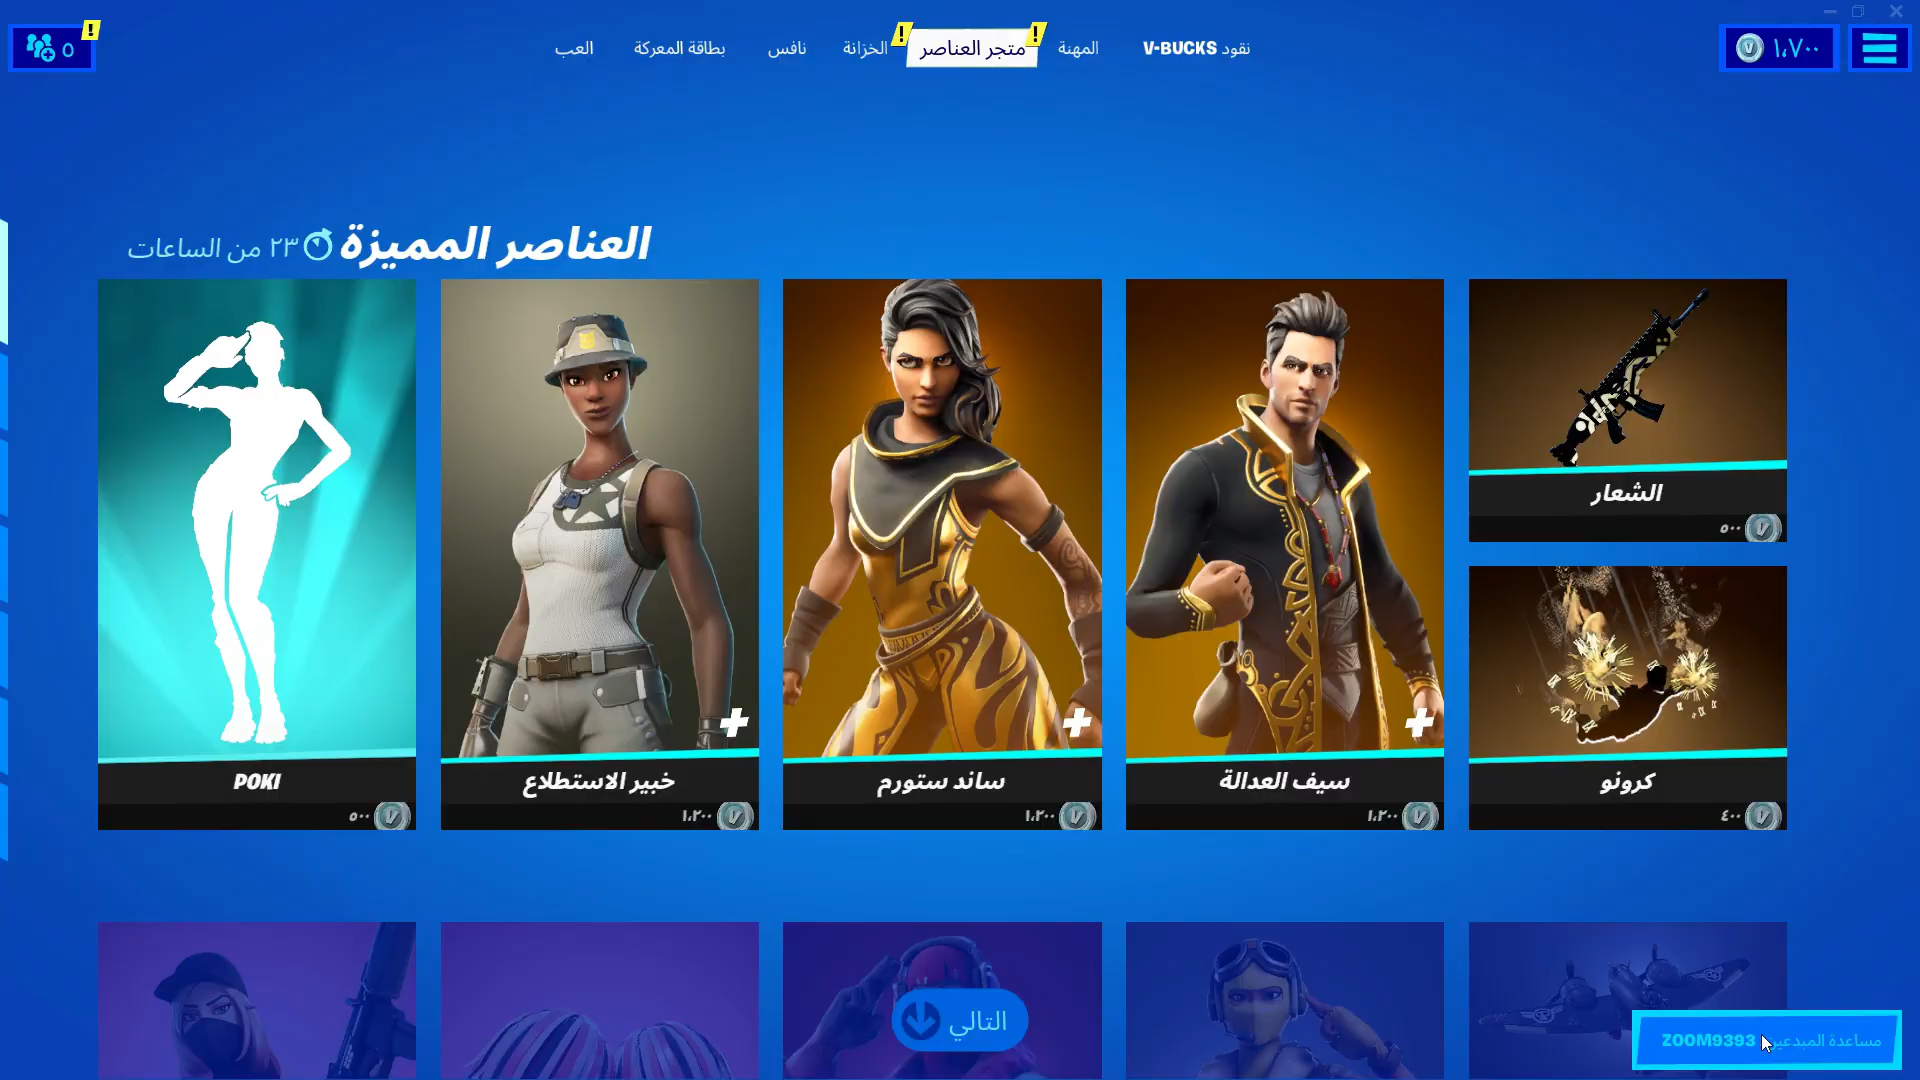 ٥
العب
بطاقة المعركة
نافس
الخزانة
متجر العناصر
المهنة
نقود V-BUCKS
١،٧٠٠
العناصر المميزة
٢٣ من الساعات
POKI
٥٠٠
خبير الاستطلاع
١،٢٠٠
ساند ستورم
١،٢٠٠
سيف العدالة
١،٢٠٠
الشعار
٥٠٠
كرونو
٤٠٠
التالي
مساعدة المبدعين ZOOM9393